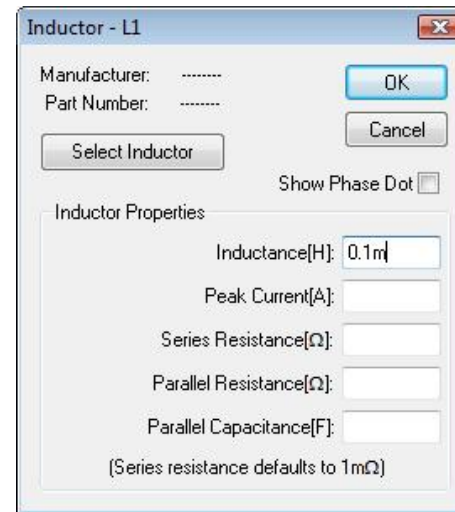 Inductor - L1
Manufacturer: --------
Part Number: --------
OK
Cancel
Select Inductor
Show Phase Dot
Inductor Properties
Inductance[H]: 0.1m
Peak Current[A]:
Series Resistance[Ω]:
Parallel Resistance[Ω]:
Parallel Capacitance[F]:
(Series resistance defaults to 1mΩ)